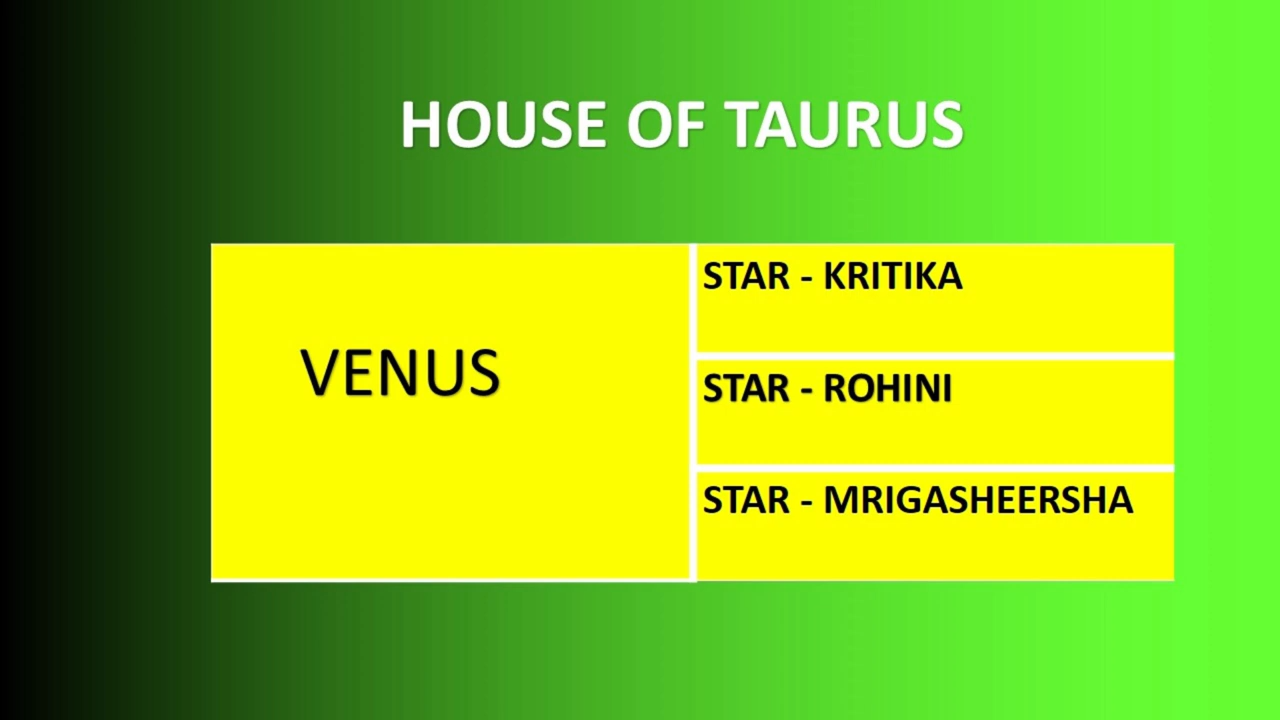 HOUSE OF TAURUS
VENUS
STAR - KRITIKA
STAR - ROHINI
STAR - MRIGASHEERSHA